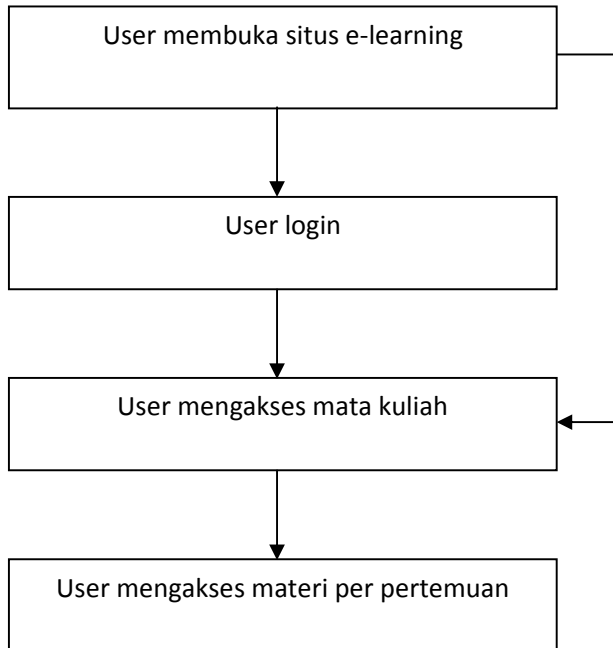 User membuka situs e-learning
User login
User mengakses mata kuliah
User mengakses materi per pertemuan